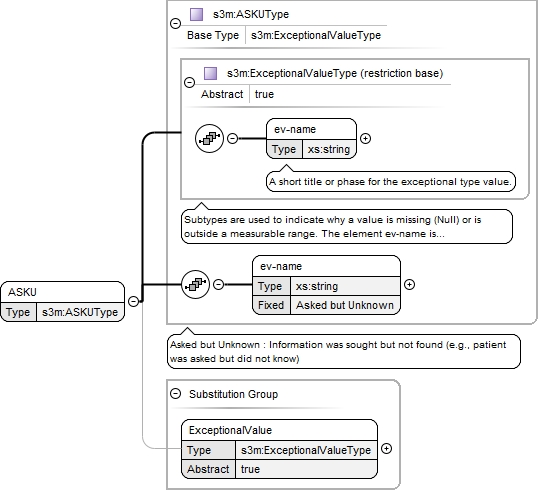 s3m:ASKUType
Base Type s3m:ExceptionalValueType
s3m:ExceptionalValueType (restriction base)
Abstract true
ev-name
Type xs:string
A short title or phase for the exceptional type value.
Subtypes are used to indicate why a value is missing (Null) or is
outside a measurable range. The element ev-name is...
ASKU
Type s3m:ASKUType
ev-name
Type xs:string
Fixed Asked but Unknown
Asked but Unknown : Information was sought but not found (e.g., patient
was asked but did not know)
Substitution Group
ExceptionalValue
Type s3m:ExceptionalValueType
Abstract true